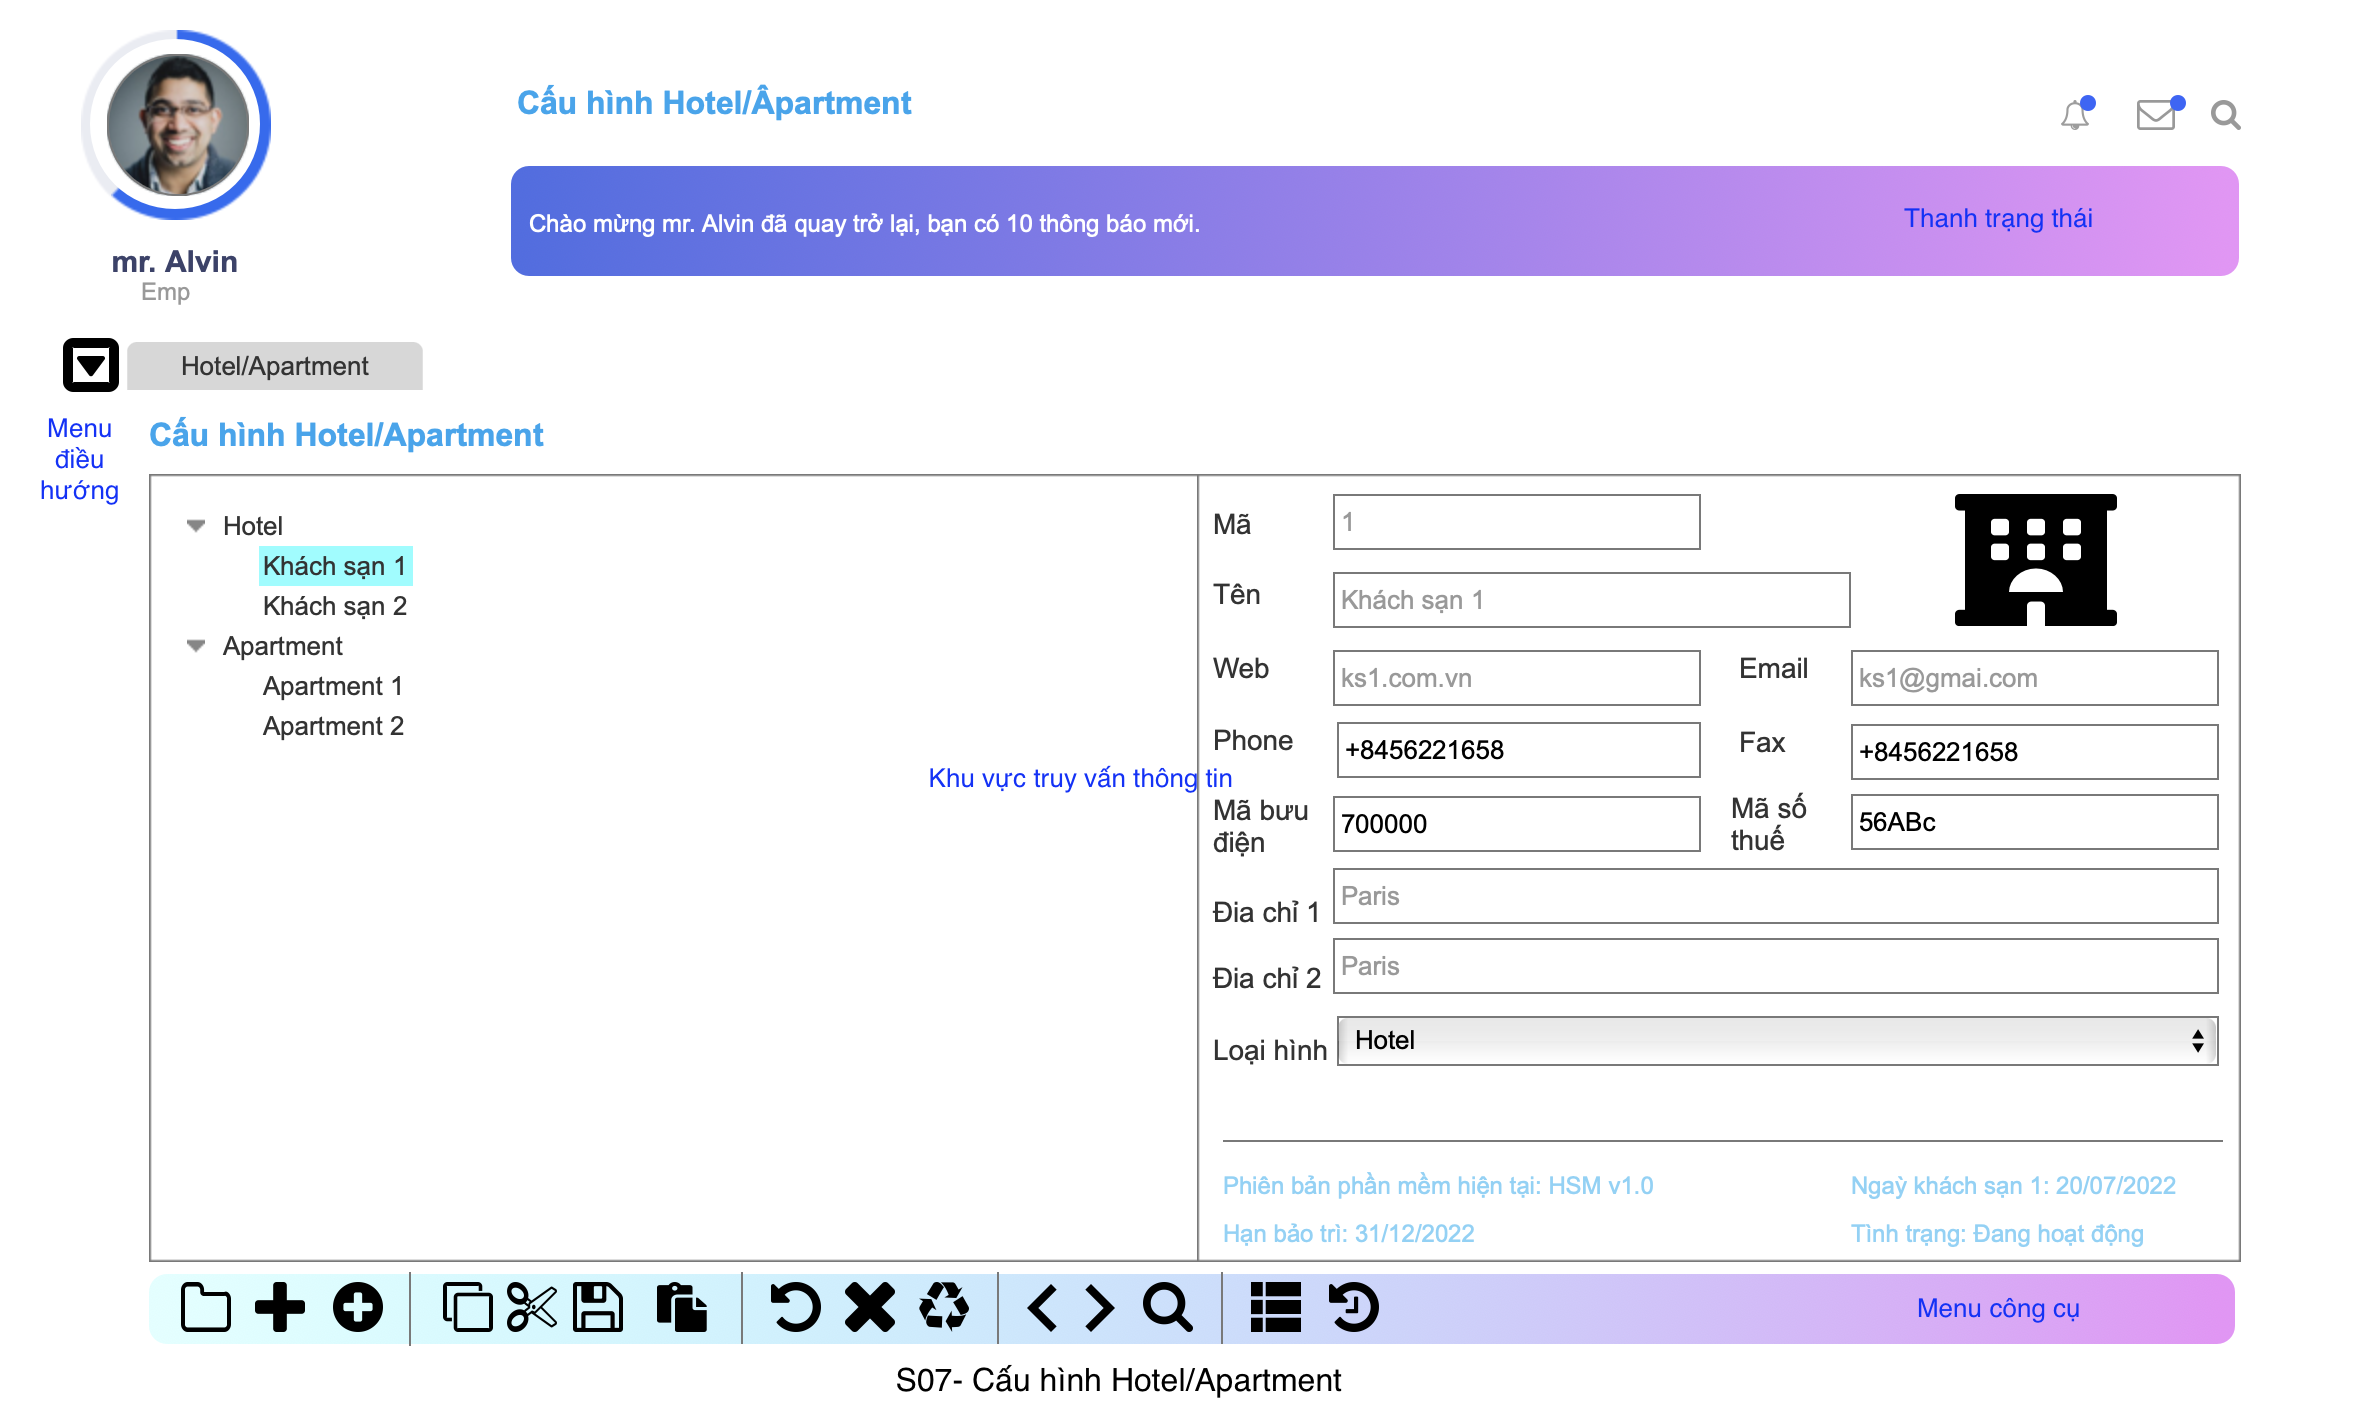 Cấu hình Hotel/Âpartment
Chào mừng mr. Alvin đã quay trở lại, bạn có 10 thông báo mới.
Thanh trạng thái
mr. Alvin
Emp
Hotel/Apartment
Menu
điều
hướng
Cấu hình Hotel/Apartment
Hotel
Khách sạn 1
Khách sạn 2
Apartment
Apartment 1
Apartment 2
Khu vực truy vấn thông tin
Mã
1
Tên
Khách sạn 1
Web
ks1.com.vn
Email
ks1@gmai.com
Phone
+8456221658
Fax
+8456221658
Mã bưu
điện
700000
Mã số
thuế
56ABc
Đia chỉ 1
Paris
Đia chỉ 2
Paris
Loại hình
Hotel
Phiên bản phần mềm hiện tại: HSM v1.0
Ngaỳ khách sạn 1: 20/07/2022
Hạn bảo trì: 31/12/2022
Tình trạng: Đang hoạt động
Menu công cụ
S07- Cấu hình Hotel/Apartment